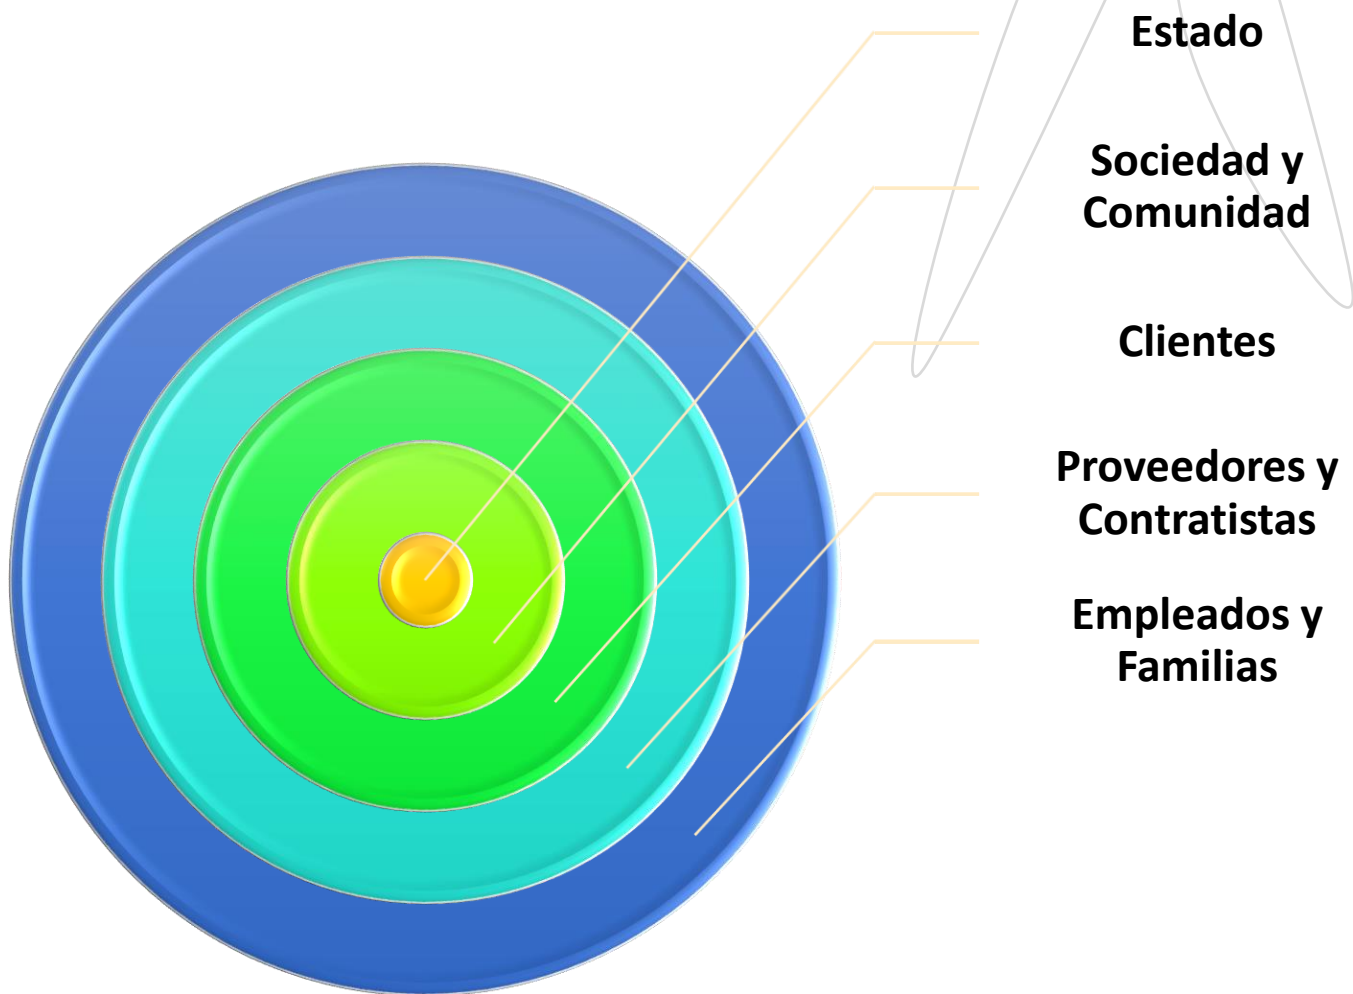 Estado
Sociedad y
Comunidad
Clientes
Proveedores y
Contratistas
Empleados y
Familias